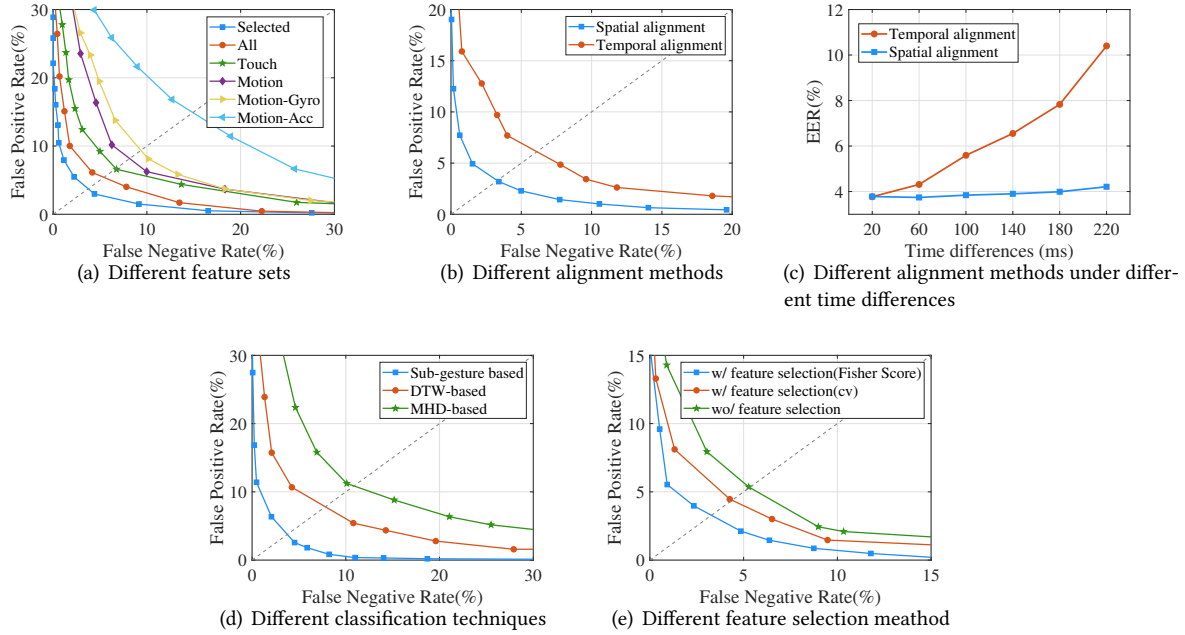 30
20
10
0
0
10
20
30
False Positive Rate(%)
False Negative Rate(%)
Selected
All
Touch
Motion
Motion-Gyro
Motion-Acc
(a) Different feature sets
20
15
10
5
0
0
5
10
15
20
False Positive Rate(%)
False Negative Rate(%)
Spatial alignment
Temporal alignment
(b) Different alignment methods
12
10
8
6
4
20
60
100
140
180
220
EER(%)
Time differences (ms)
Temporal alignment
Spatial alignment
(c) Different alignment methods under differ-
ent time differences
30
20
10
0
0
10
20
30
False Positive Rate(%)
False Negative Rate(%)
Sub-gesture based
DTW-based
MHD-based
(d) Different classification techniques
15
10
5
0
0
5
10
15
False Positive Rate(%)
False Negative Rate(%)
w/ feature selection(Fisher Score)
w/ feature selection(cv)
wo/ feature selection
(e) Different feature selection meathod